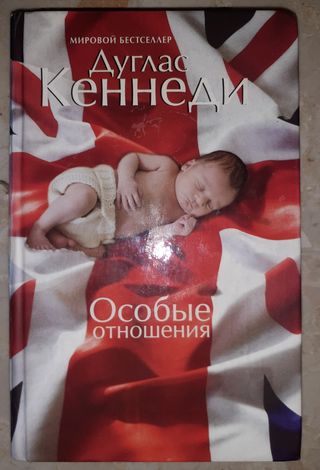 МИРОВОЙ БЕСТСЕЛЛЕР
Дуглас
Кеннеди
Особые
отношения